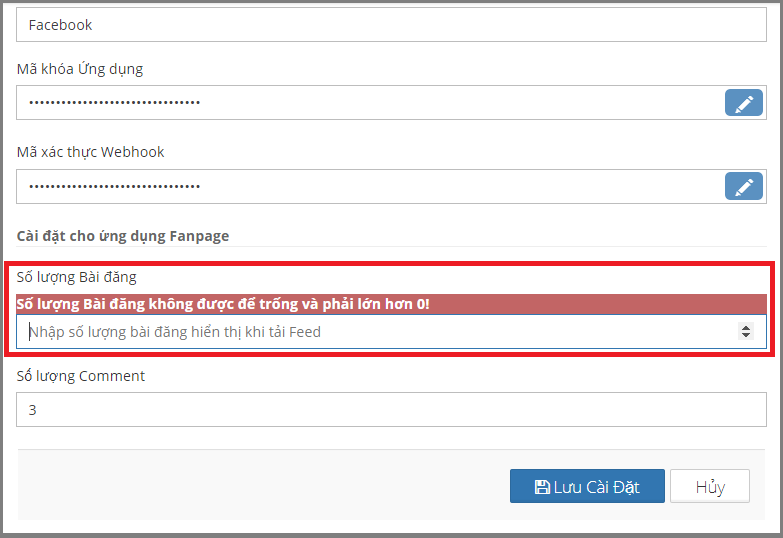 Facebook
Mã khóa Ứng dụng
••••••••••••••••••••••••••••••••
Mã xác thực Webhook
••••••••••••••••••••••••••••••••
Cài đặt cho ứng dụng Fanpage
Số lượng Bài đăng
Số lượng Bài đăng không được để trống và phải lớn hơn 0!
Nhập số lượng bài đăng hiển thị khi tải Feed
Số lượng Comment
3
Lưu Cài Đặt
Hủy